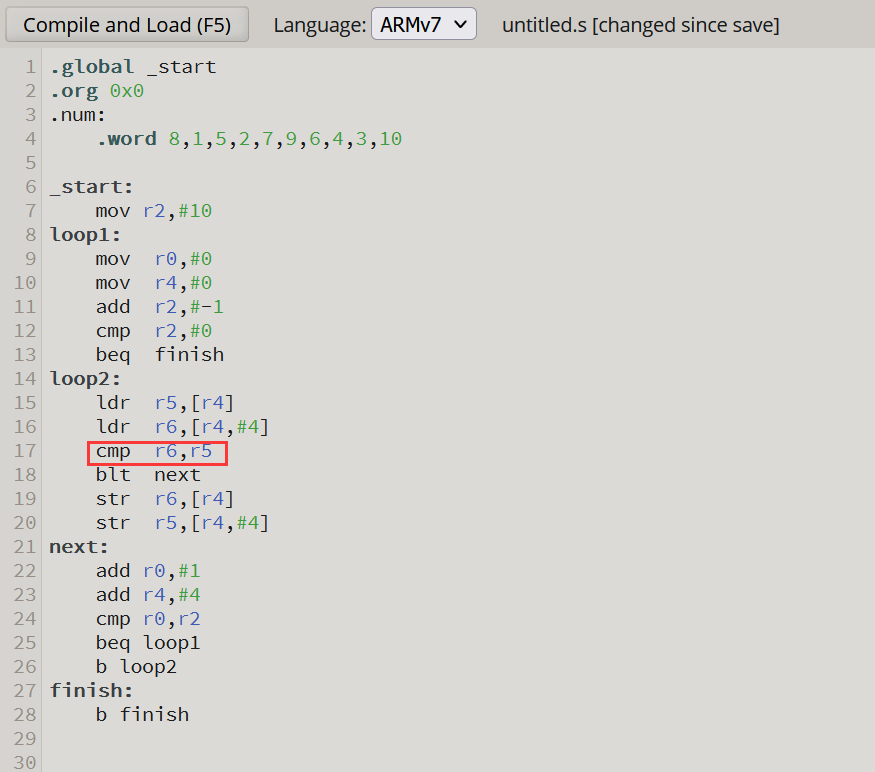 Compile and Load (F5) Language: ARMv7 untitled.s [changed since save]
1 .global _start
2 .org 0x0
3 .num:
4 .word 8,1,5,2,7,9,6,4,3,10
5
6 _start:
7 mov r2,#10
8 loop1:
9 mov r0,#0
10 mov r4,#0
11 add r2,#-1
12 cmp r2,#0
13 beq finish
14 loop2:
15 ldr r5,[r4]
16 ldr r6,[r4,#4]
17 cmp r6,r5
18 blt next
19 str r6,[r4]
20 str r5,[r4,#4]
21 next:
22 add r0,#1
23 add r4,#4
24 cmp r0,r2
25 beq loop1
26 b loop2
27 finish:
28 b finish
29
30